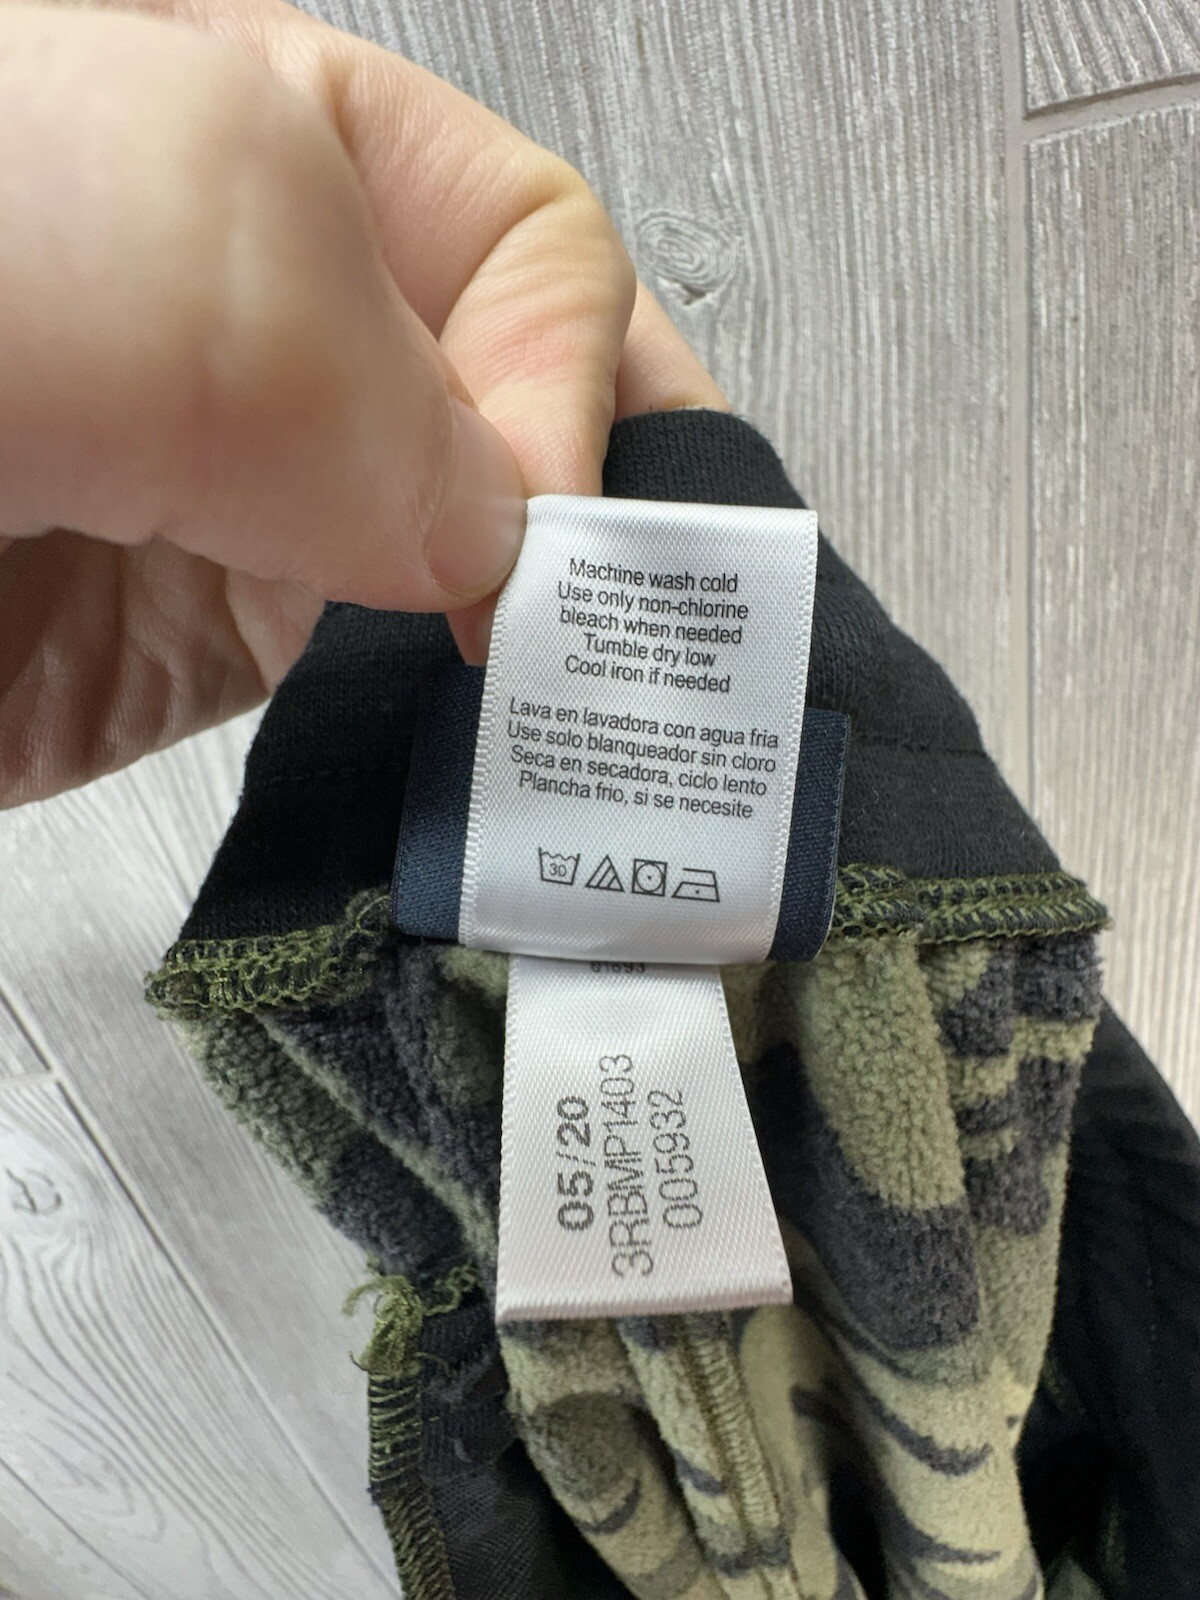 Machine wash cold
Use only non-chlorine
bleach when needed
Tumble dry low
Cool iron if needed
Lava en lavadora con agua fria
Use solo blanqueador sin cloro
Seca en secadora, ciclo lento
Plancha frio, si se necesite
30
05/20
3RBMP1403
005932